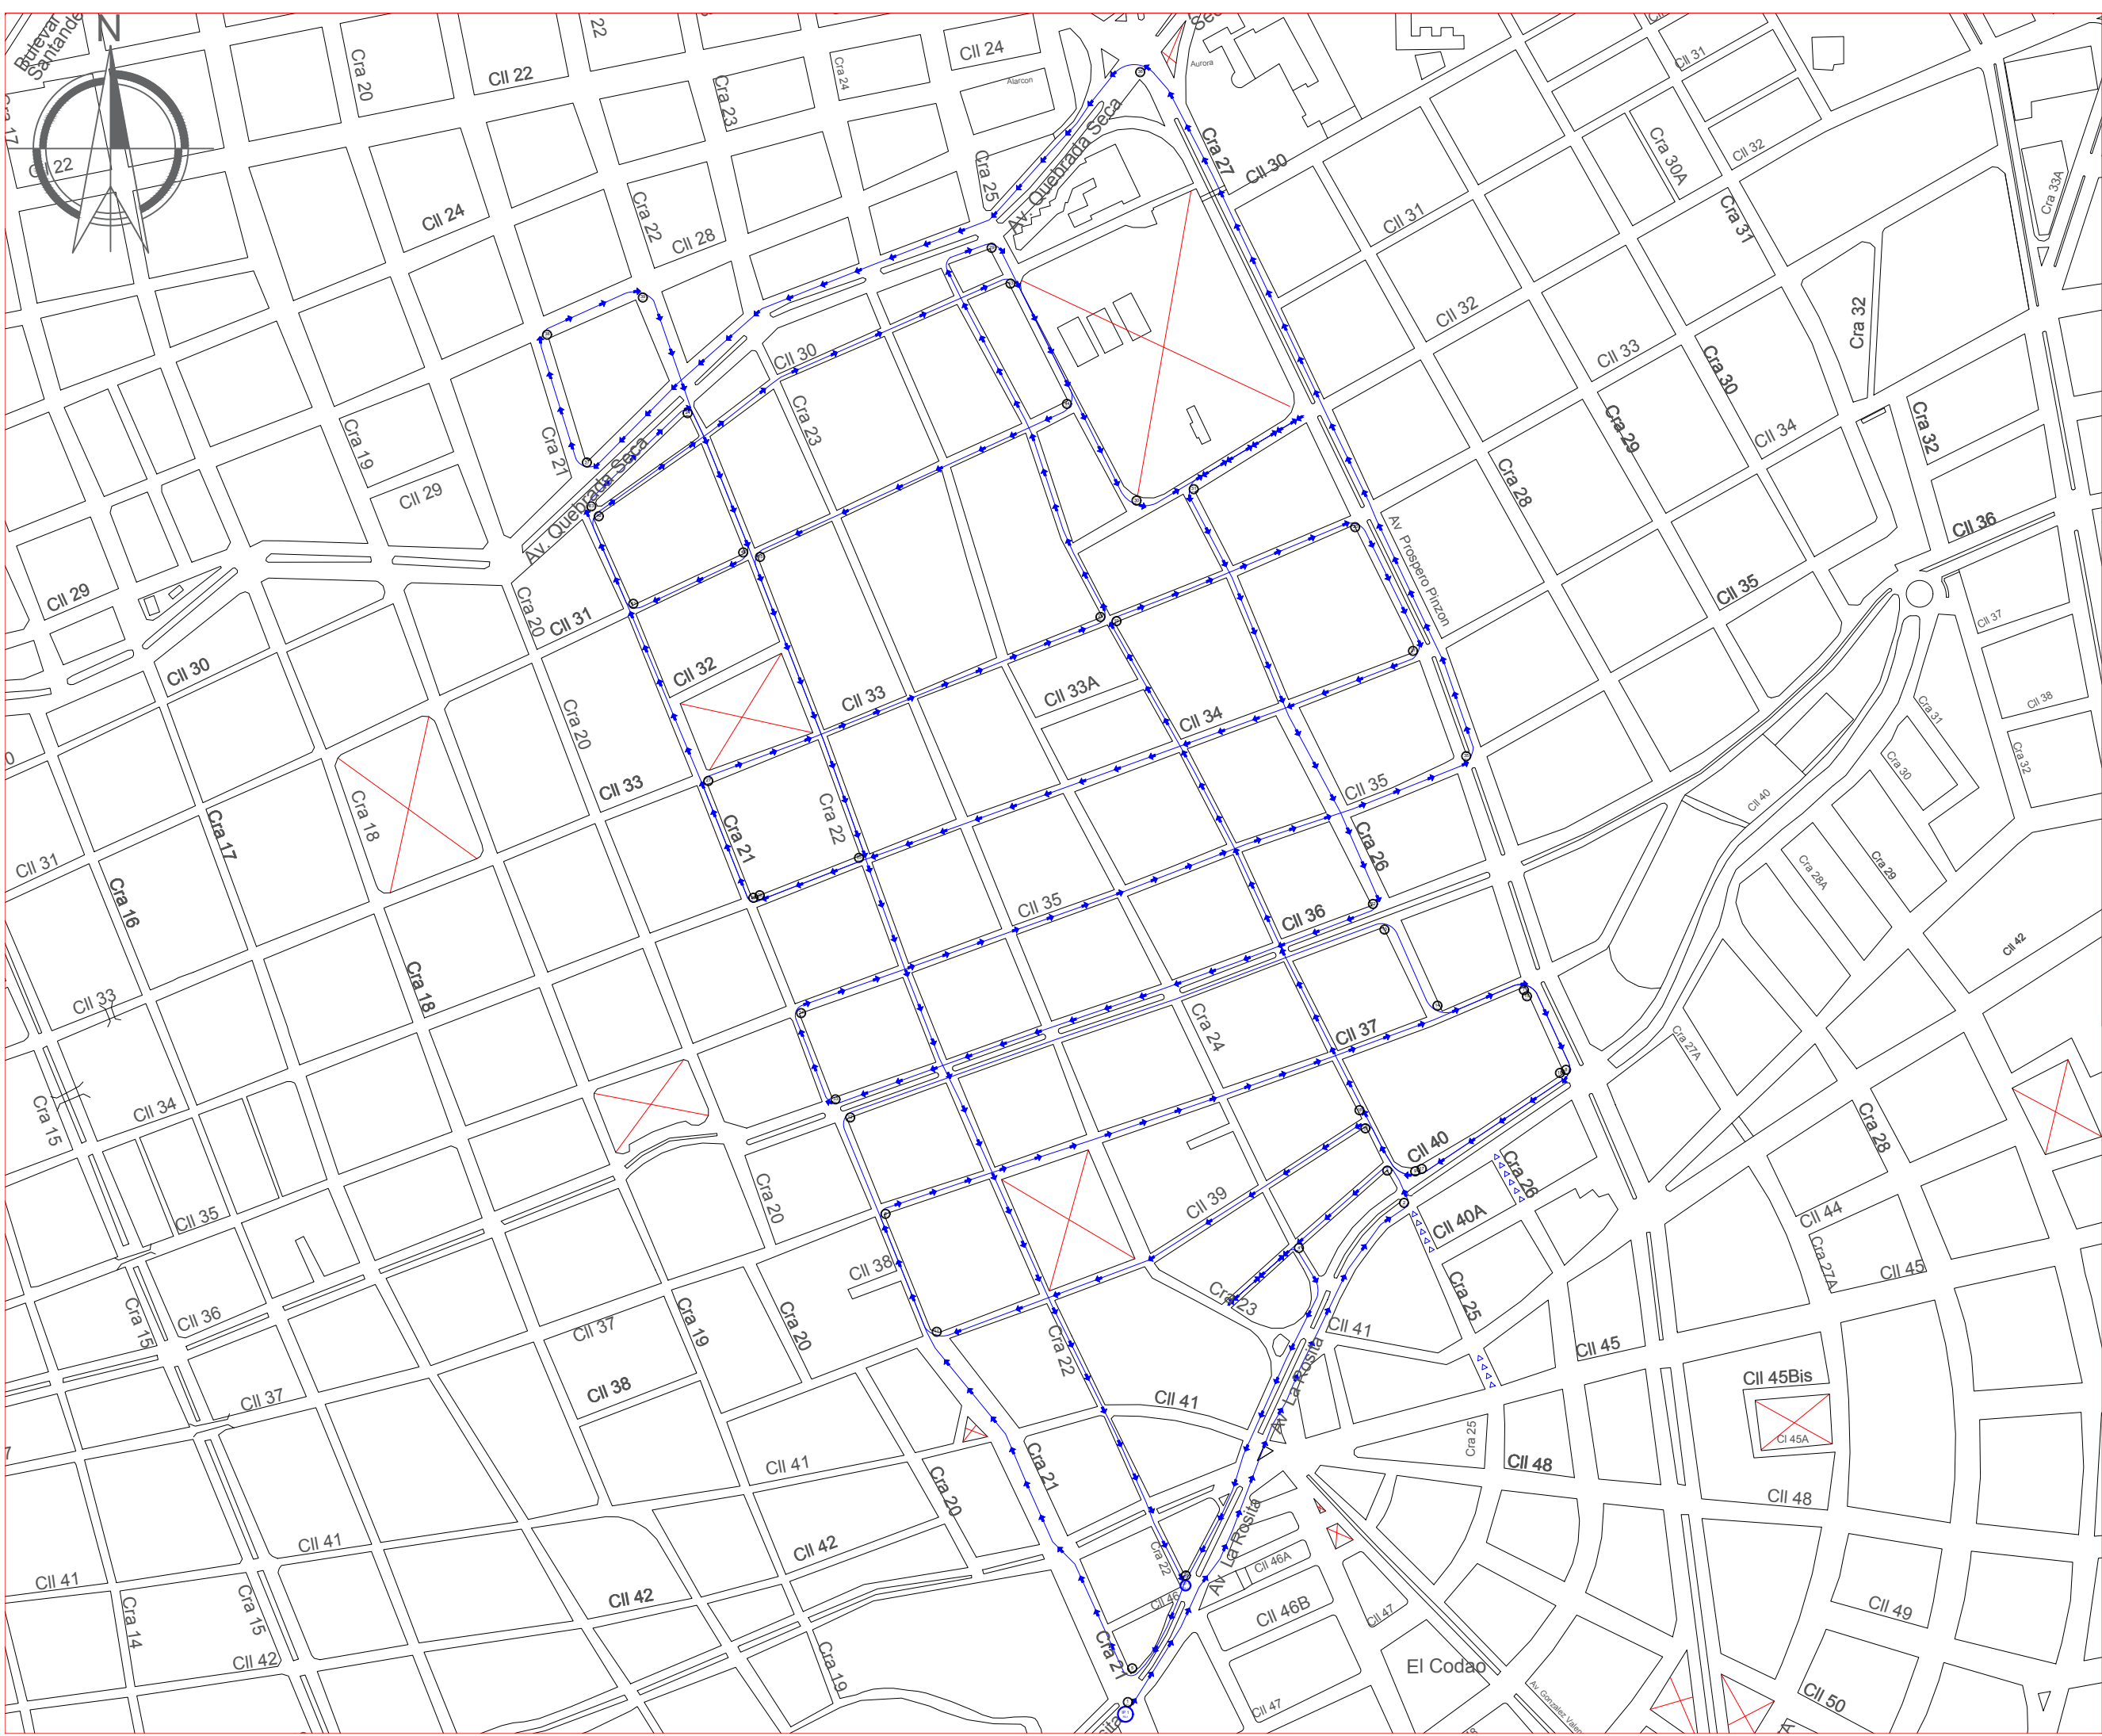 Bulevar
Santande
N
Cra 17
Cll 22
Cra 20
Cll 22
22
Cra 23
Cra 24
Cll 24
Alarcon
Aurora
Cll 31
Cra 25
Av. Quebrada Seca
Cra 27
Cll 30
Cra 30A
Cll 32
Cra 33A
Cll 24
Cra 22
Cll 28
Cll 31
Cra 31
Cll 32
Cra 32
Cll 33
Cra 30
Cll 30
Cra 23
Cra 19
Cra 21
Cll 29
Av. Quebrada Seca
Cra 29
Cll 34
Cra 32
Cra 28
Cll 36
Av Prospero Pinzon
Cll 29
Cra 20
Cll 31
Cll 35
Cll 37
Cll 30
Cll 32
Cll 33
Cll 33A
Cll 34
Cra 20
Cll 38
Cra 31
Cra 32
Cra 30
Cll 33
Cll 35
Cll 40
Cra 18
Cra 17
Cra 22
Cra 21
Cra 26
Cll 31
Cra 16
Cra 28A
Cra 29
Cll 35
Cll 36
Cll 42
Cra 18
Cll 33
Cra 24
Cll 37
Cra 27A
Cra 15
Cll 34
Cra 28
Cll 40
Cra 26
Cra 20
Cll 39
Cll 35
Cll 40A
Cll 44
Cll 38
Cra 27A
Cll 45
Cra 23
Cra 25
Cra 15
Cll 36
Cll 37
Cra 19
Cra 20
Cll 41
Cll 45
Cra 22
Av. La Rosita
Cll 37
Cll 38
Cll 41
Cll 45Bis
Cra 25
Cl 45A
Cll 48
Cll 41
Cra 20
Cra 21
Cll 48
Cll 41
Cll 42
Cra 22
Av. La Rosita
Cll 46A
Cll 41
Cra 14
Cra 15
Cll 42
Cll 46
Cll 46B
Cll 47
Cll 49
Cll 42
Cra 19
Cra 21
El Codao
Cll 47
Cll 50